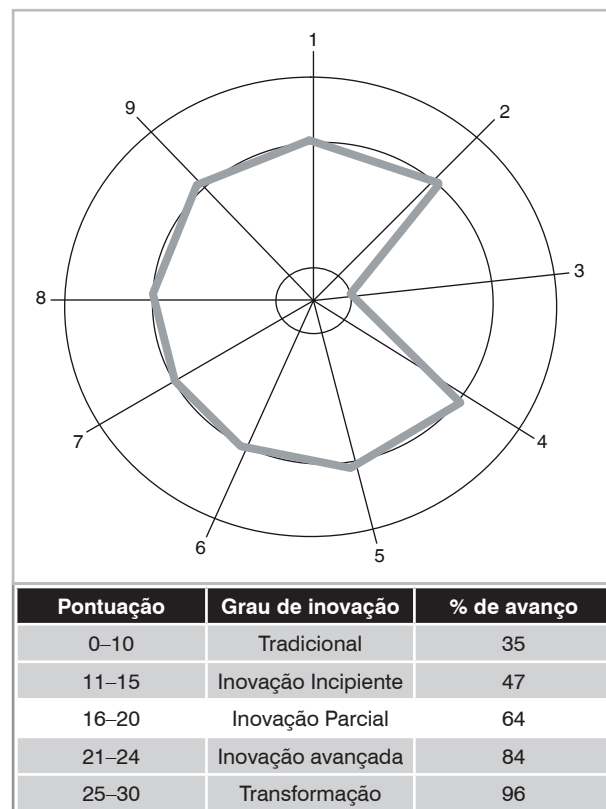 1
2
9
3
8
4
7
6
5
Pontuação Grau de inovação % de avanço
0–10 Tradicional 35
11–15 Inovação Incipiente 47
16–20 Inovação Parcial 64
21–24 Inovação avançada 84
25–30 Transformação 96